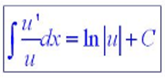 ∫ u'/u dx = ln|u| + C